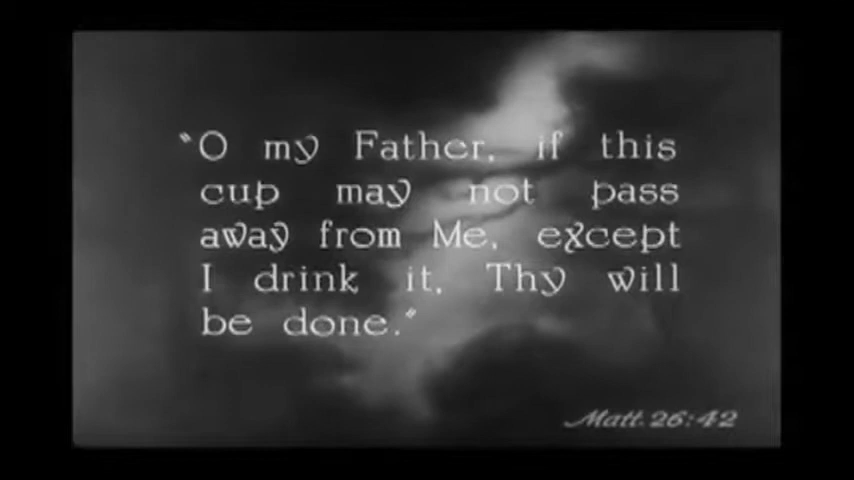 "O my Father, if this
cup may not pass
away from Me, except
I drink it, Thy will
be done."
Matt. 26:42